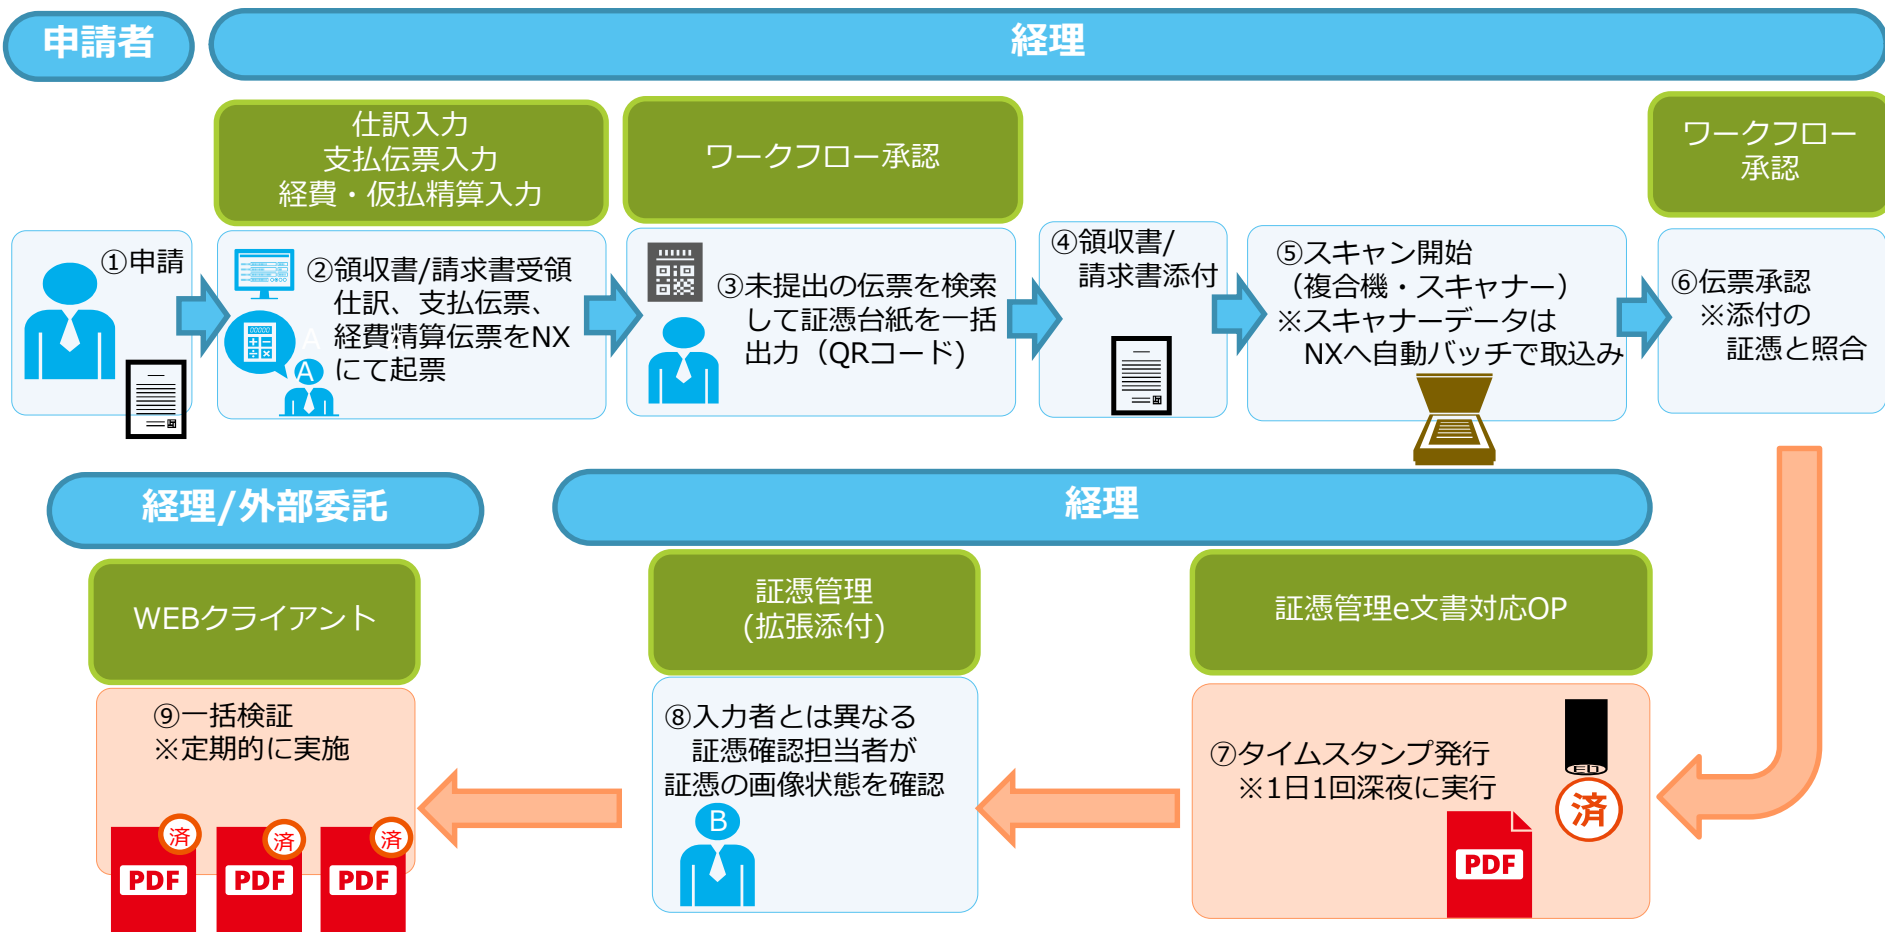 申請者
経理
仕訳入力
支払伝票入力
経費・仮払精算入力
ワークフロー承認
ワークフロー
承認
①申請
②領収書/請求書受領
仕訳、支払伝票、
経費精算伝票をNX
にて起票
A
A
③未提出の伝票を検索
して証憑台紙を一括
出力（QRコード)
④領収書/
請求書添付
⑤スキャン開始
（複合機・スキャナー）
※スキャナーデータは
NXへ自動バッチで取込み
⑥伝票承認
※添付の
証憑と照合
経理/外部委託
経理
WEBクライアント
証憑管理
(拡張添付)
証憑管理e文書対応OP
⑨一括検証
※定期的に実施
済
済
済
PDF
PDF
PDF
⑧入力者とは異なる
証憑確認担当者が
証憑の画像状態を確認
B
⑦タイムスタンプ発行
※1日1回深夜に実行
済
PDF